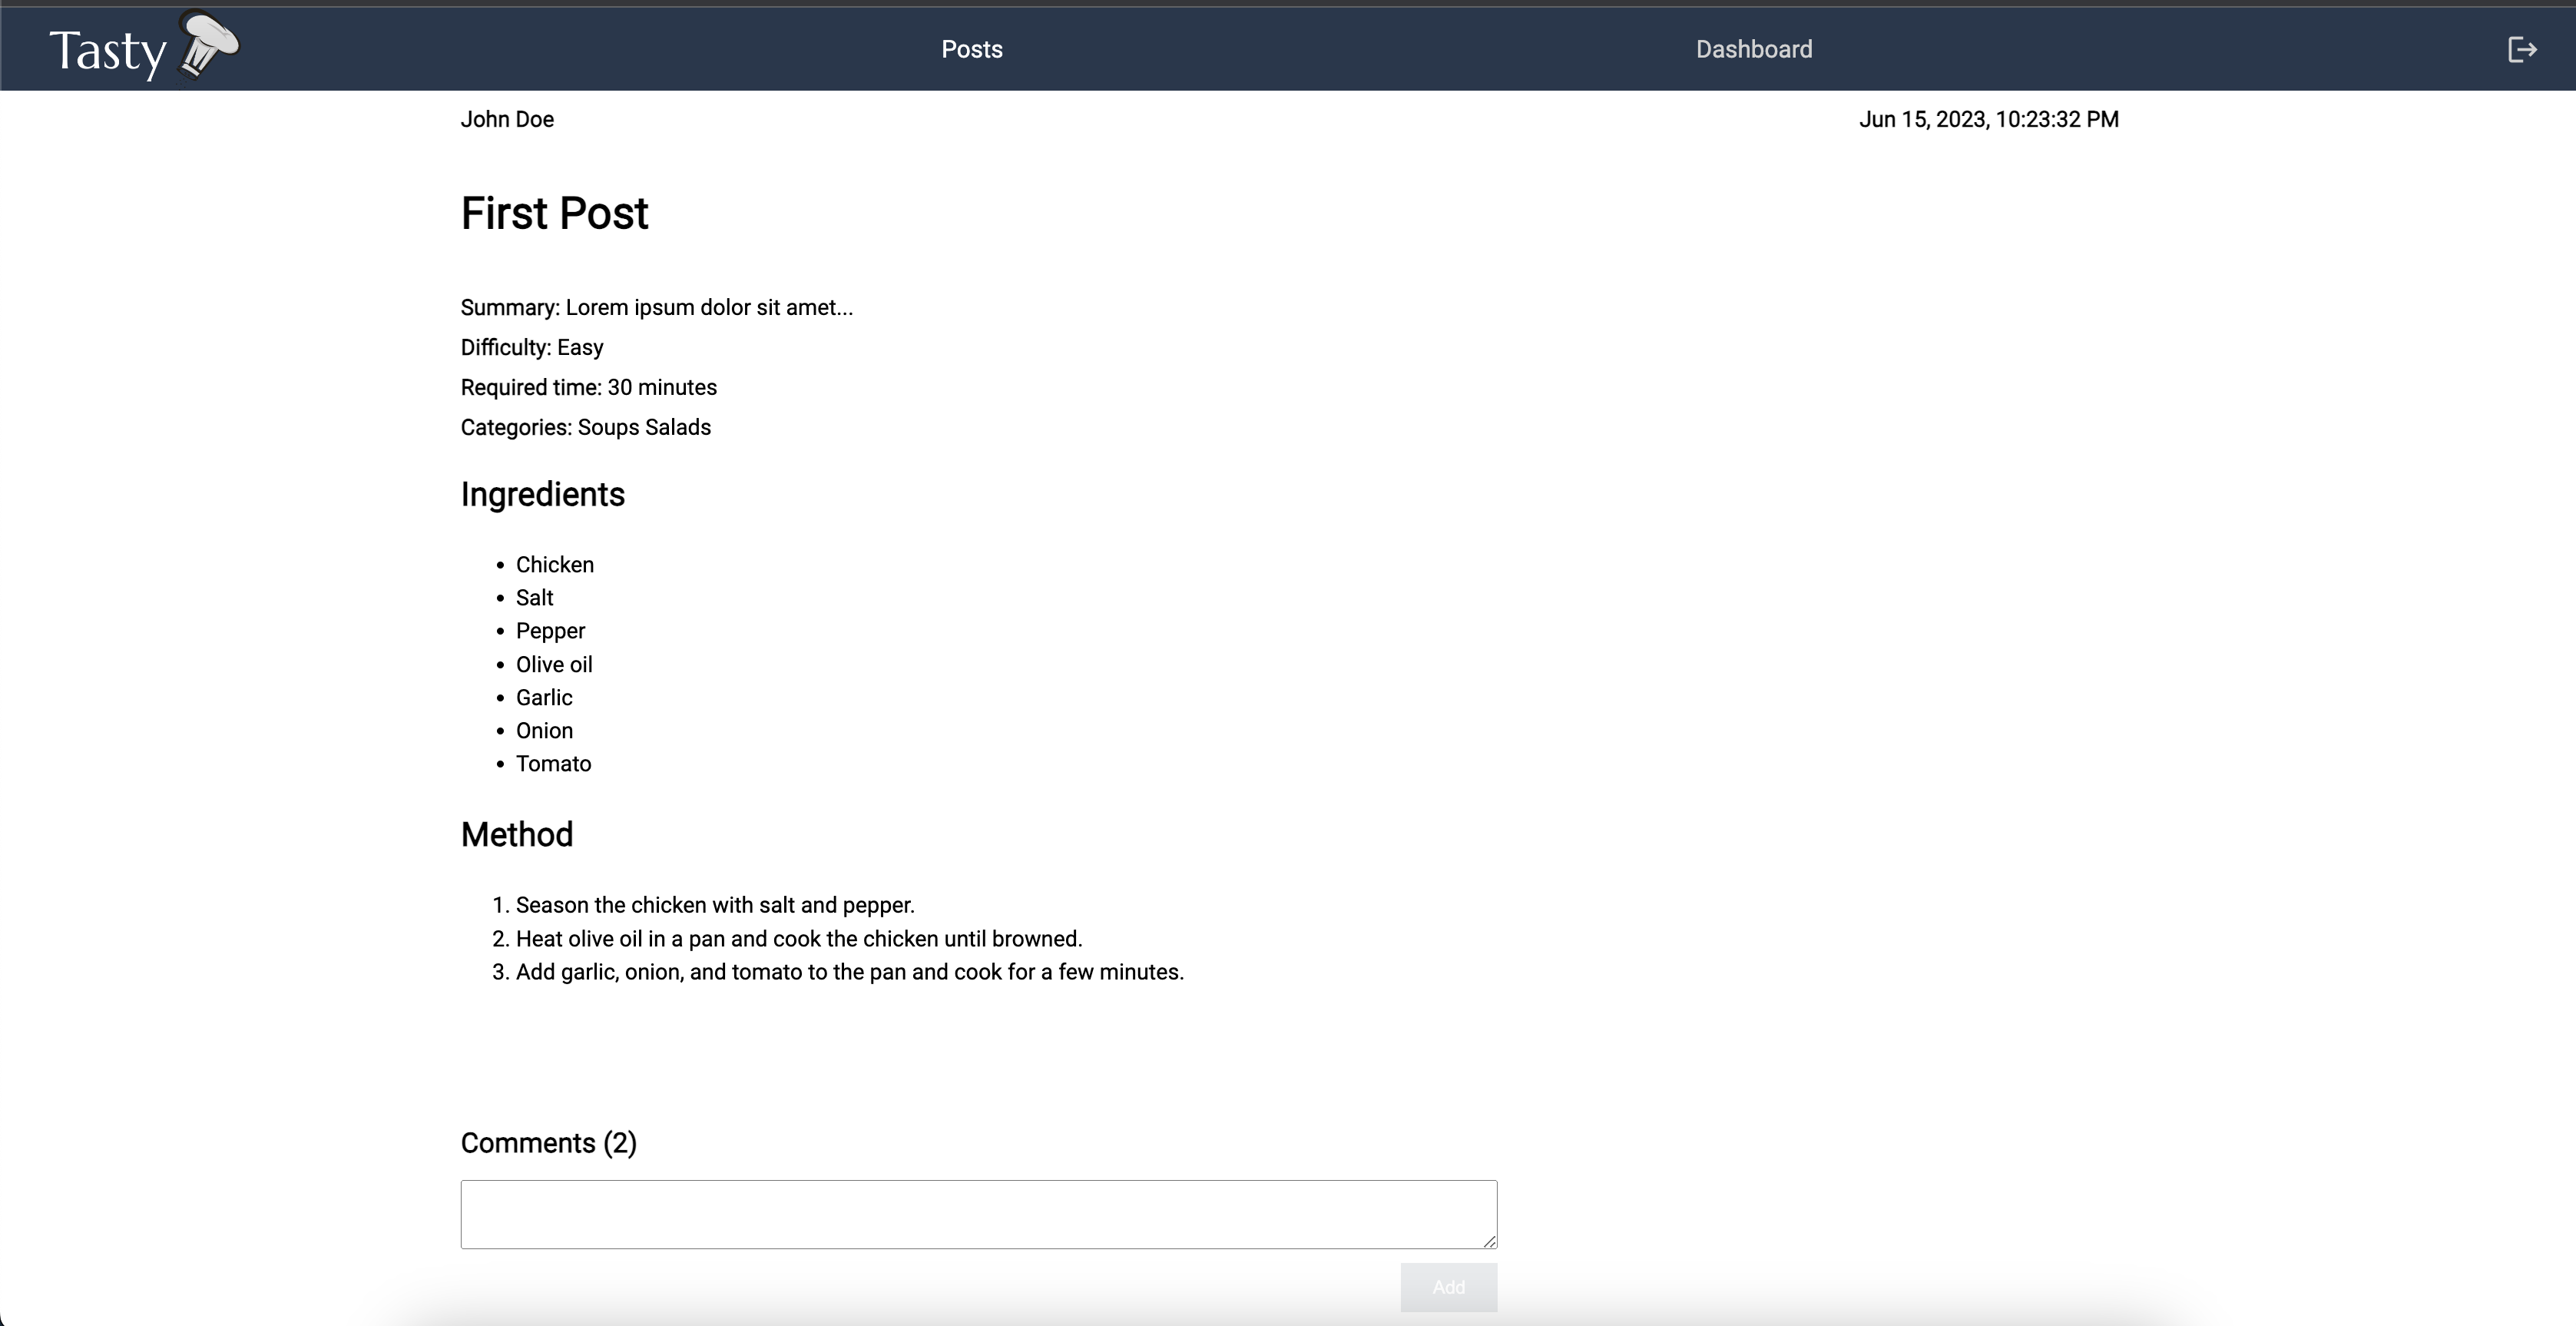 Tasty
Posts
Dashboard
John Doe
Jun 15, 2023, 10:23:32 PM
First Post
Summary: Lorem ipsum dolor sit amet...
Difficulty: Easy
Required time: 30 minutes
Categories: Soups Salads
Ingredients
• Chicken
• Salt
• Pepper
• Olive oil
• Garlic
• Onion
• Tomato
Method
1. Season the chicken with salt and pepper.
2. Heat olive oil in a pan and cook the chicken until browned.
3. Add garlic, onion, and tomato to the pan and cook for a few minutes.
Comments (2)
Add